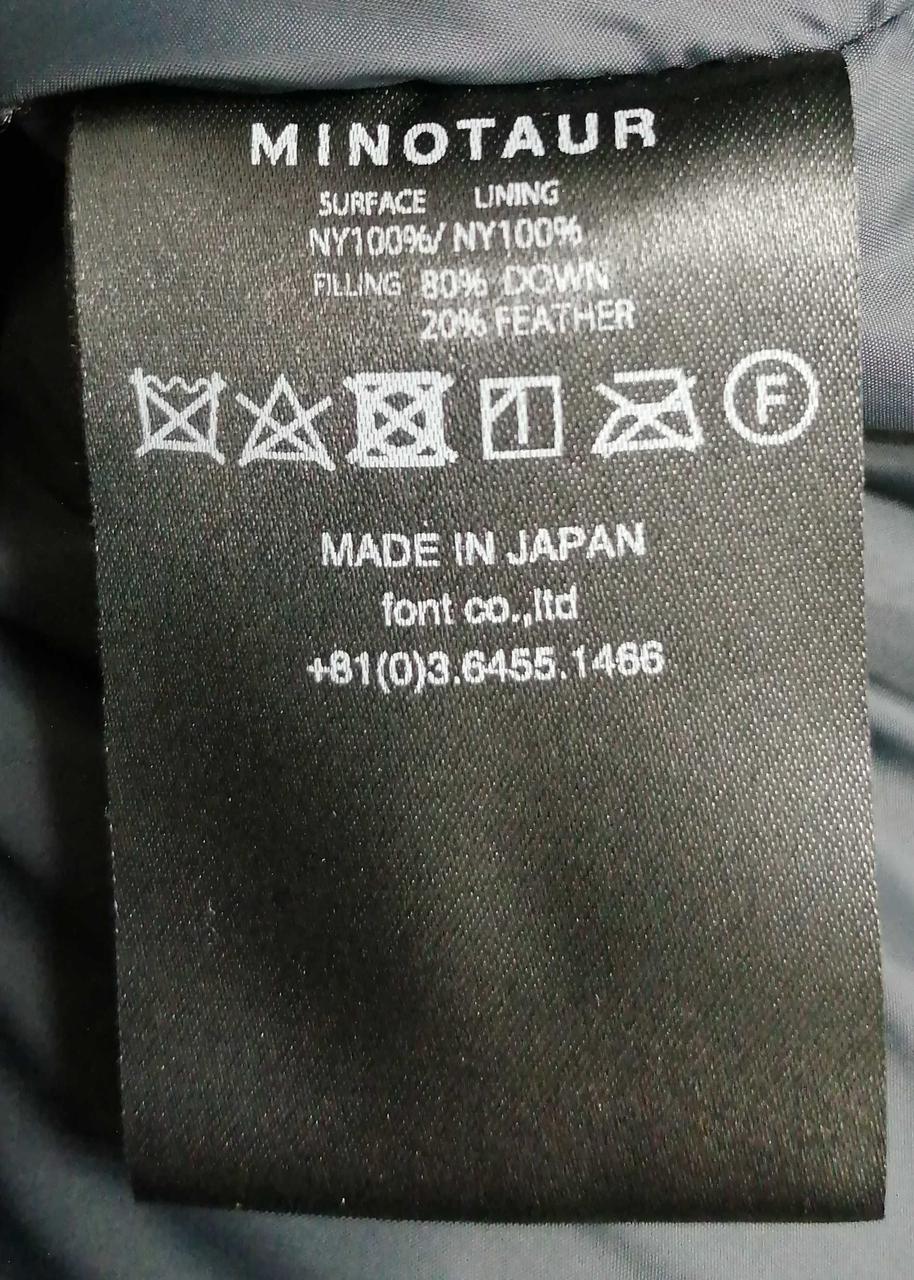 MINOTAUR
SURFACE LINING
NY100%/ NY100%
FILLING 80% DOWN
20% FEATHER
F
MADE IN JAPAN
font co.,ltd
+81(0)3.6455.1466